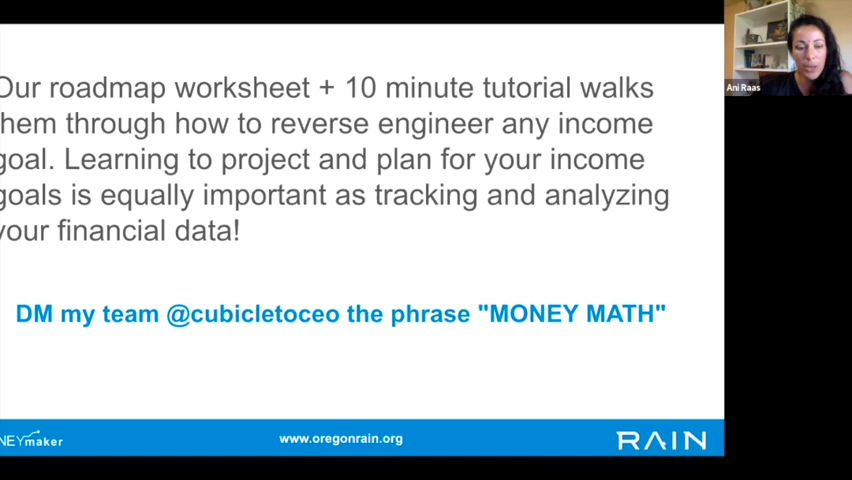 Our roadmap worksheet + 10 minute tutorial walks
them through how to reverse engineer any income
goal. Learning to project and plan for your income
goals is equally important as tracking and analyzing
your financial data!
DM my team @cubicletoceo the phrase "MONEY MATH"
NEYmaker
www.oregonrain.org
RAIN
Ani Raas